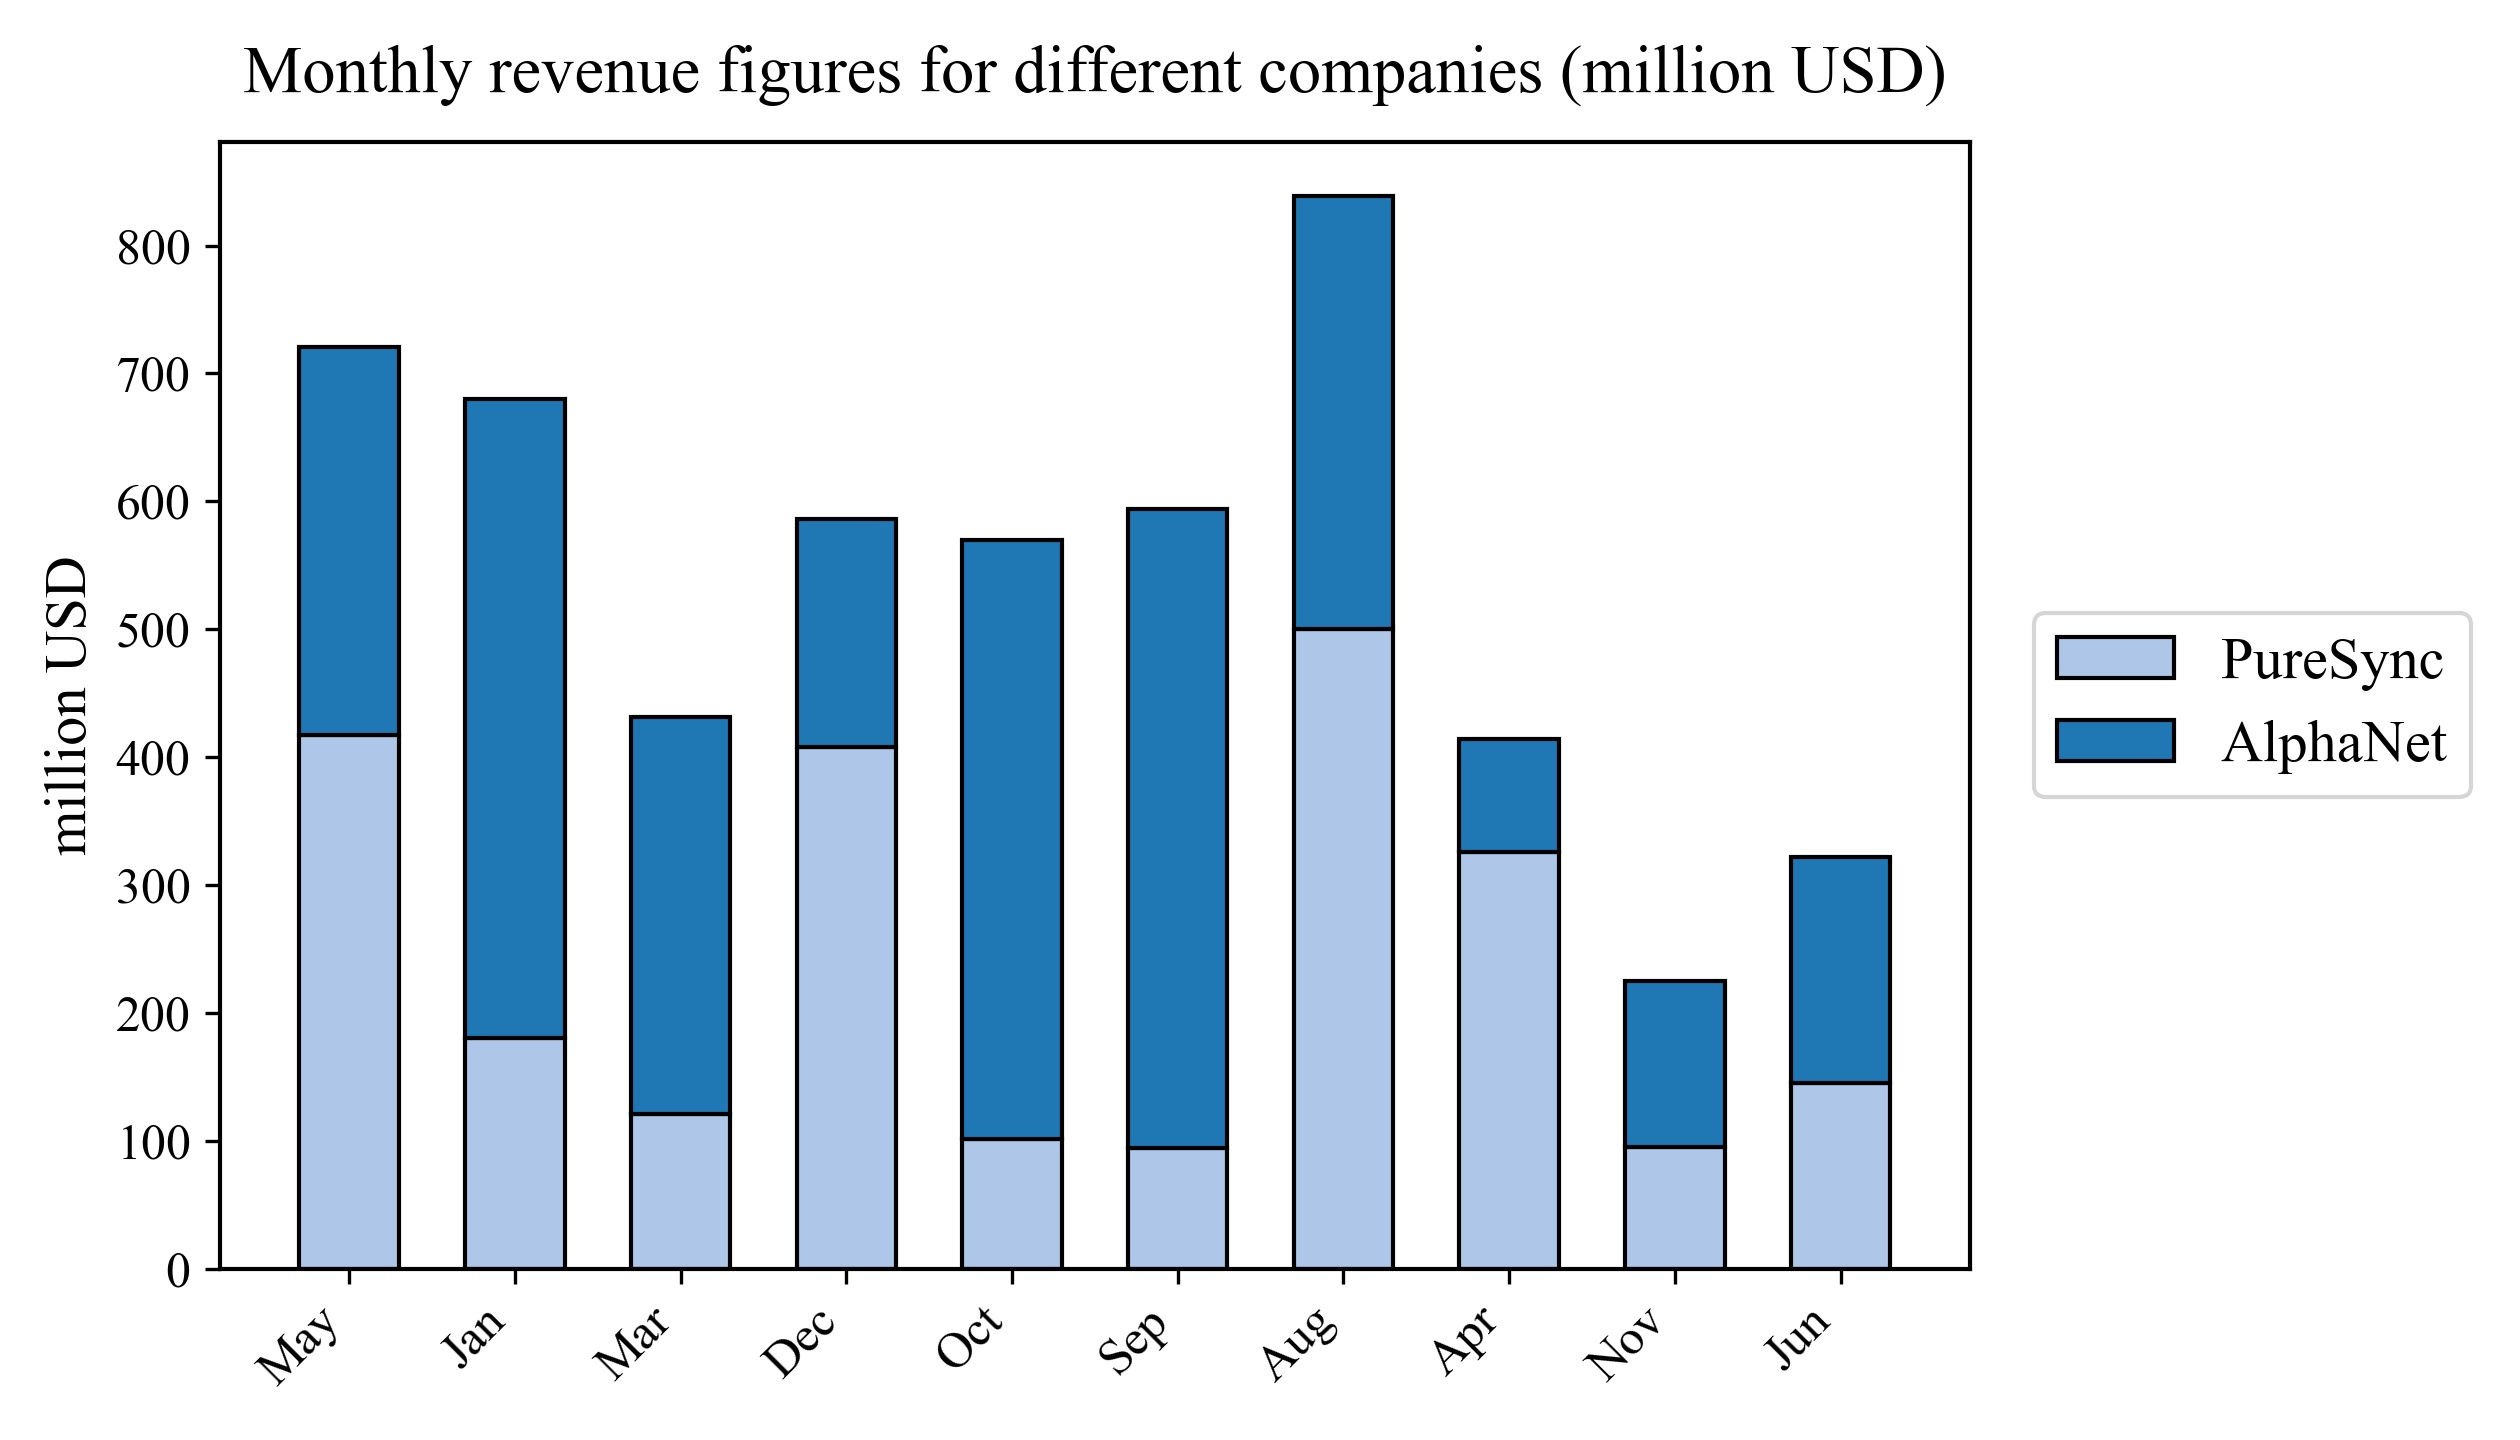 Monthly revenue figures for different companies (million USD)
million USD
800
700
600
500
400
300
200
100
0
May
Jan
Mar
Dec
Oct
Sep
Aug
Apr
Nov
Jun
PureSync
AlphaNet